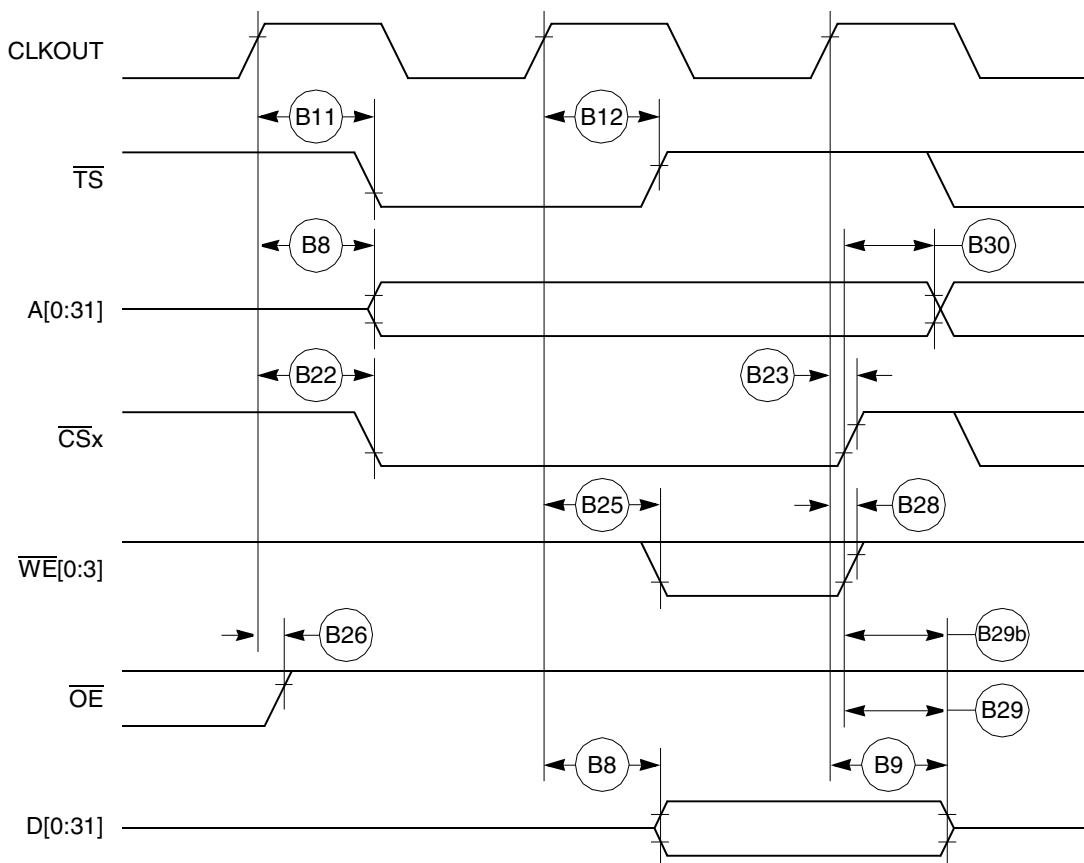 CLKOUT
B11 B12
TS
B8 B30
A[0:31]
B22 B23
CSx
B25 B28
WE[0:3]
B26 B29b
OE
B29
B8 B9
D[0:31]